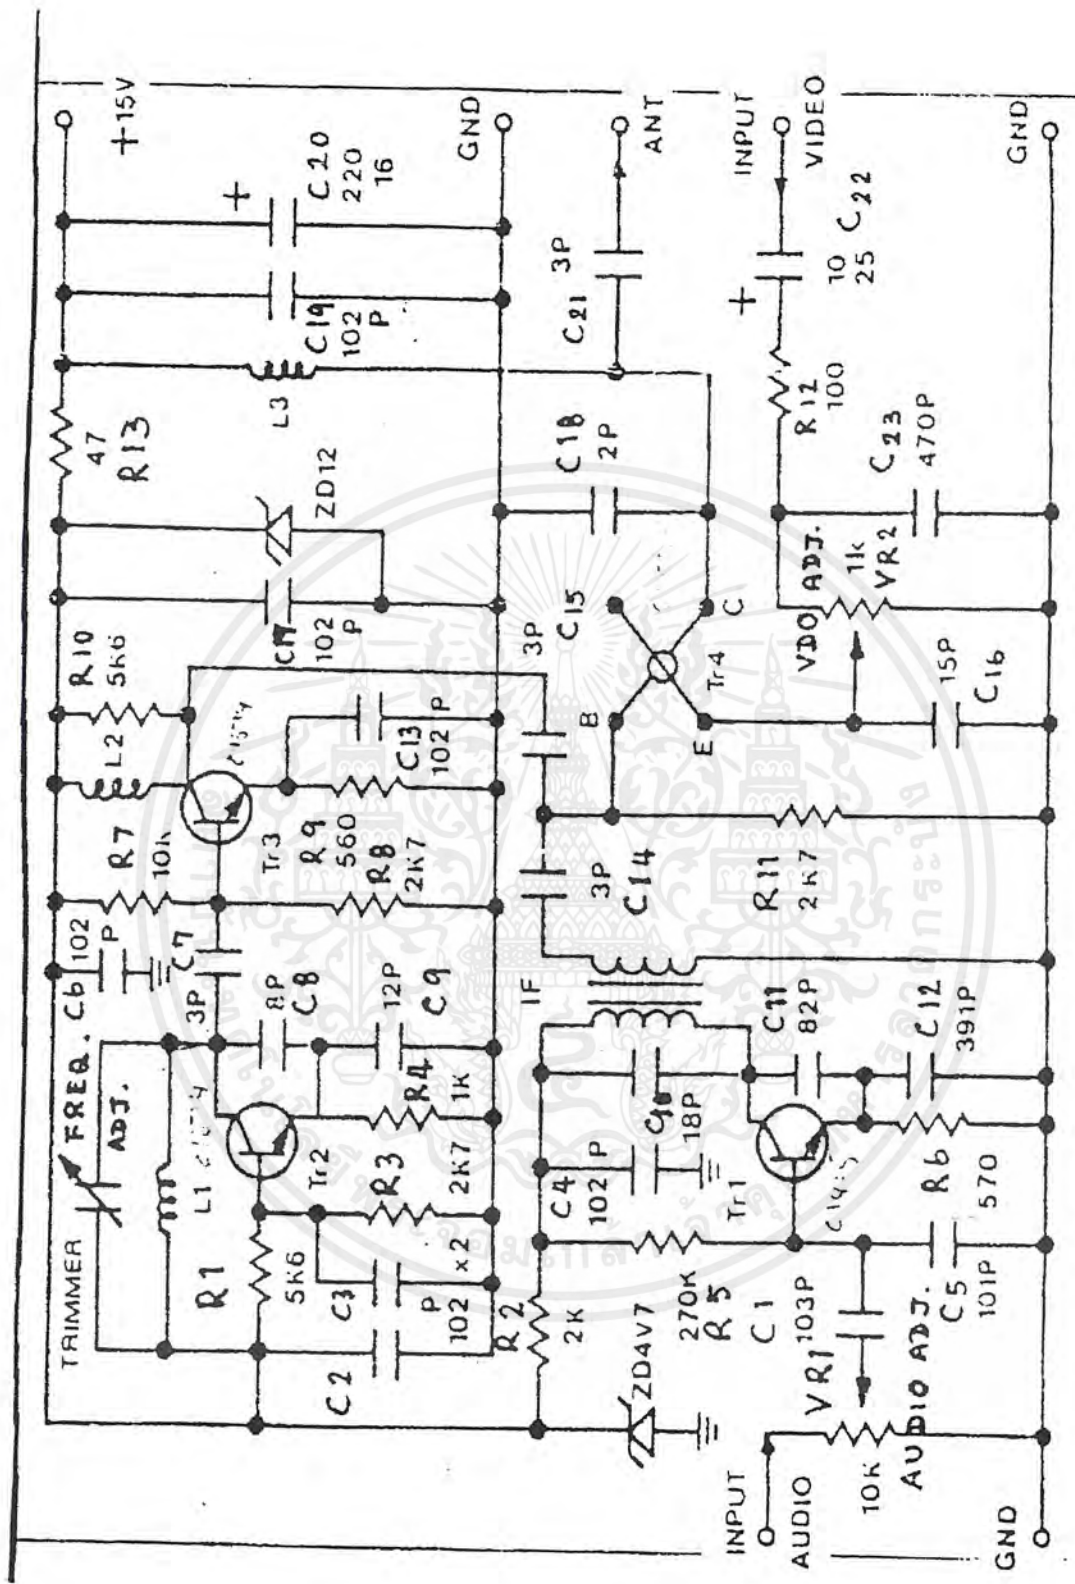 TRIMMER
FREQ.
ADJ.
L1
C6
102
P
R7
10k
L2
R10
5k6
R13
47
+15V
R1
5K6
Tr2
3P
C7
Tr3
C3
C2
102
P
x2
R3
2K7
R4
1K
8P
C8
12P
C9
R9
560
R8
2K7
C13
102
P
102
P
ZD12
L3
C19
102
P
+
C20
220
16
GND
R2
2K
ZD4V7
270K
R5
C4
102
P
18P
IF
3P
C14
3P
C15
B
E
C
Tr4
C18
2P
C21
3P
ANT
INPUT
AUDIO
10K
VR1
AUDIO ADJ.
C1
103P
C5
101P
Tr1
R6
570
C11
82P
C12
391P
R11
2K7
15P
C16
VDO ADJ.
1k
VR2
C23
470P
R12
100
+
10
25
C22
INPUT
VIDEO
GND
GND